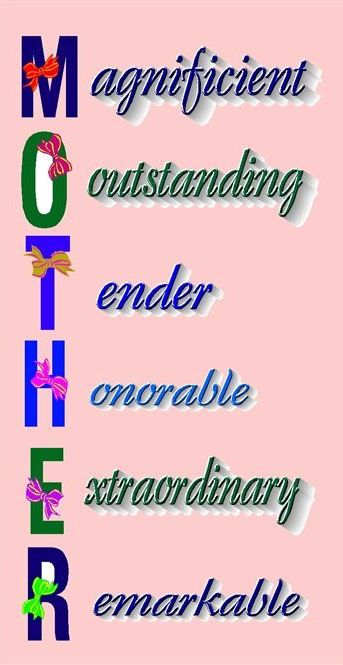 Magnificient
O outstanding
Tender
Honorable
Extraordinary
Remarkable